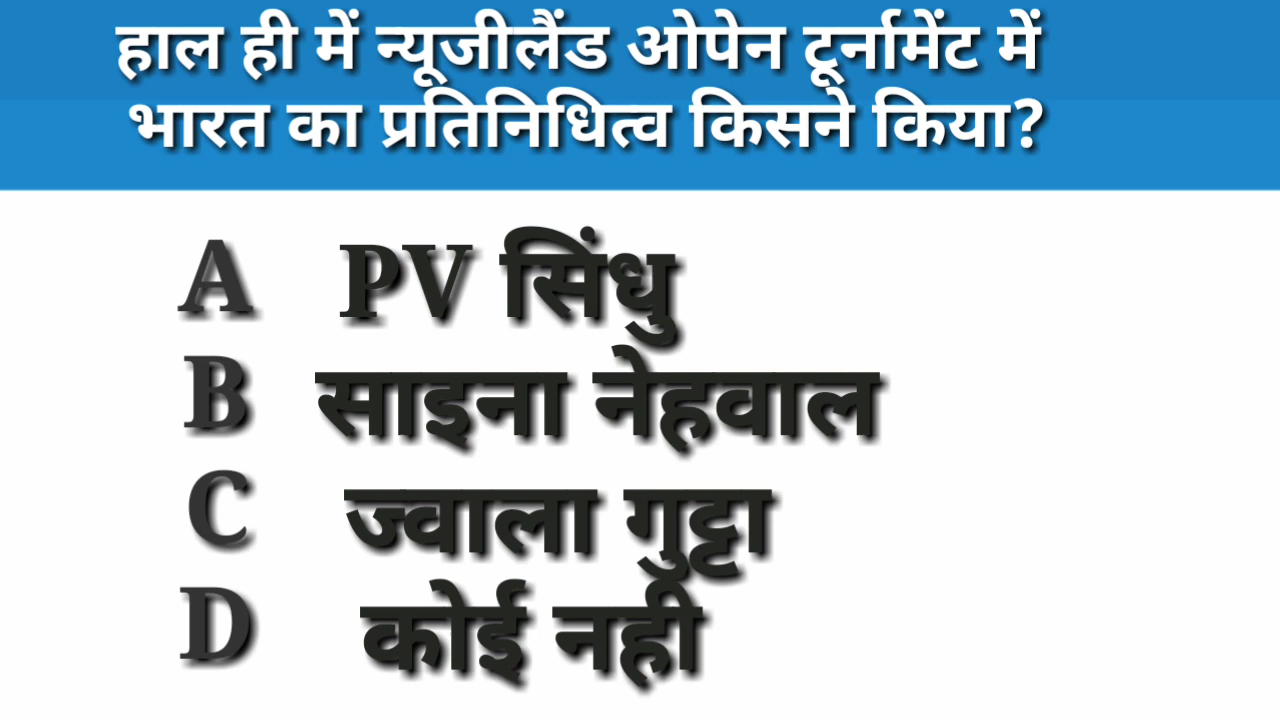 हाल ही में न्यूजीलैंड ओपेन टूर्नामेंट में
भारत का प्रतिनिधित्व किसने किया?
A PV सिंधु
B साइना नेहवाल
C ज्वाला गुट्टा
D कोई नही